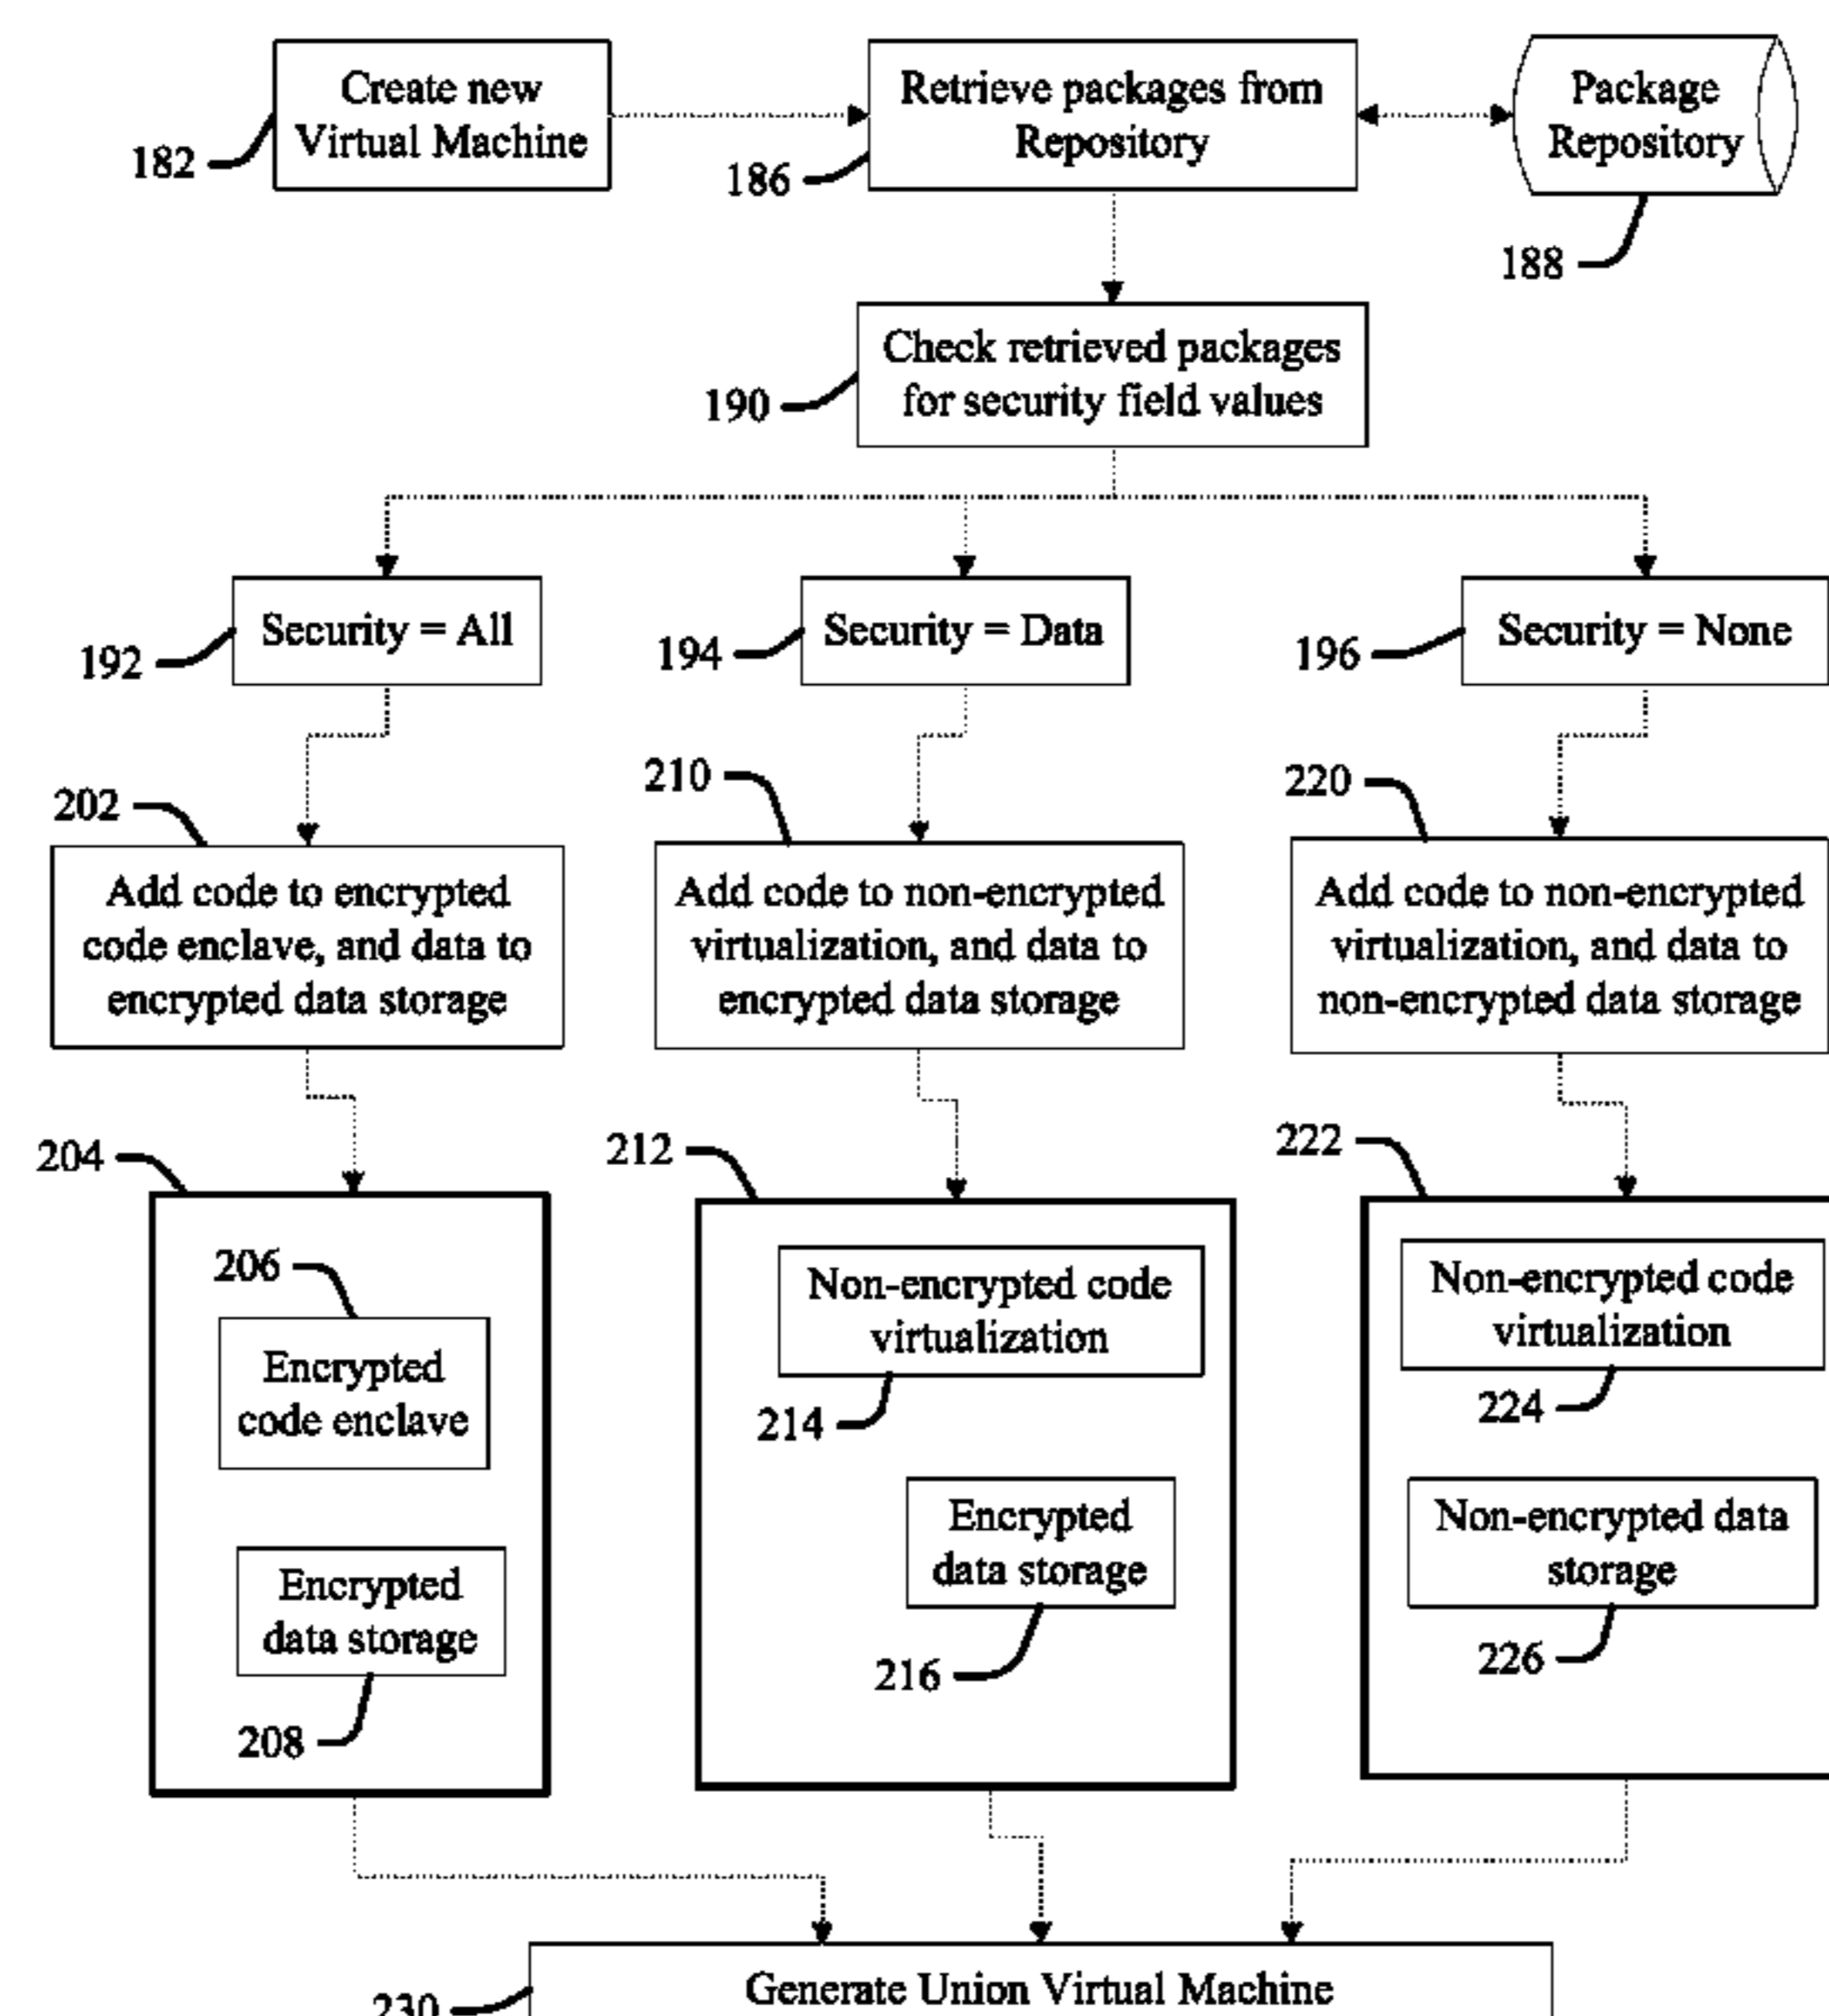 Create new
Virtual Machine
182
Retrieve packages from
Repository
186
Package
Repository
188
Check retrieved packages
for security field values
190
Security = All
192
Security = Data
194
Security = None
196
202
Add code to encrypted
code enclave, and data to
encrypted data storage
210
Add code to non-encrypted
virtualization, and data to
encrypted data storage
220
Add code to non-encrypted
virtualization, and data to
non-encrypted data storage
204
206
Encrypted
code enclave
Encrypted
data storage
208
212
Non-encrypted code
virtualization
214
Encrypted
data storage
216
222
Non-encrypted code
virtualization
224
Non-encrypted data
storage
226
Generate Union Virtual Machine
230